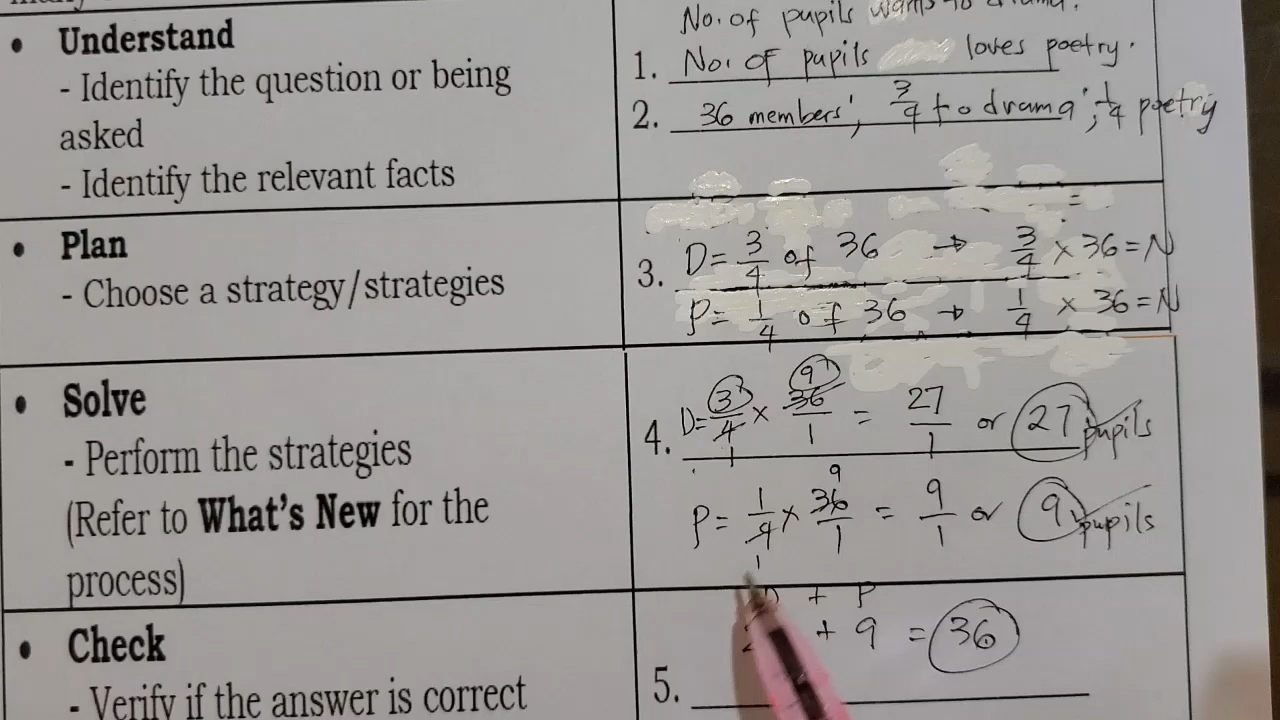 No. of pupils wants to drama.
• Understand
- Identify the question or being
asked
- Identify the relevant facts
1. No. of pupils loves poetry.
2. 36 members', 3/4 to drama', 1/4 poetry
• Plan
- Choose a strategy/strategies
3. D = 3/4 of 36 → 3/4 × 36 = N
P = 1/4 of 36 → 1/4 × 36 = N
• Solve
- Perform the strategies
(Refer to What's New for the
process)
4. D = 3/4 × 36/1 = 27/1 or 27 pupils
1 9
P = 1/4 × 36/1 = 9/1 or 9 pupils
1
• Check
- Verify if the answer is correct
D + P
+ 9 = 36
5.